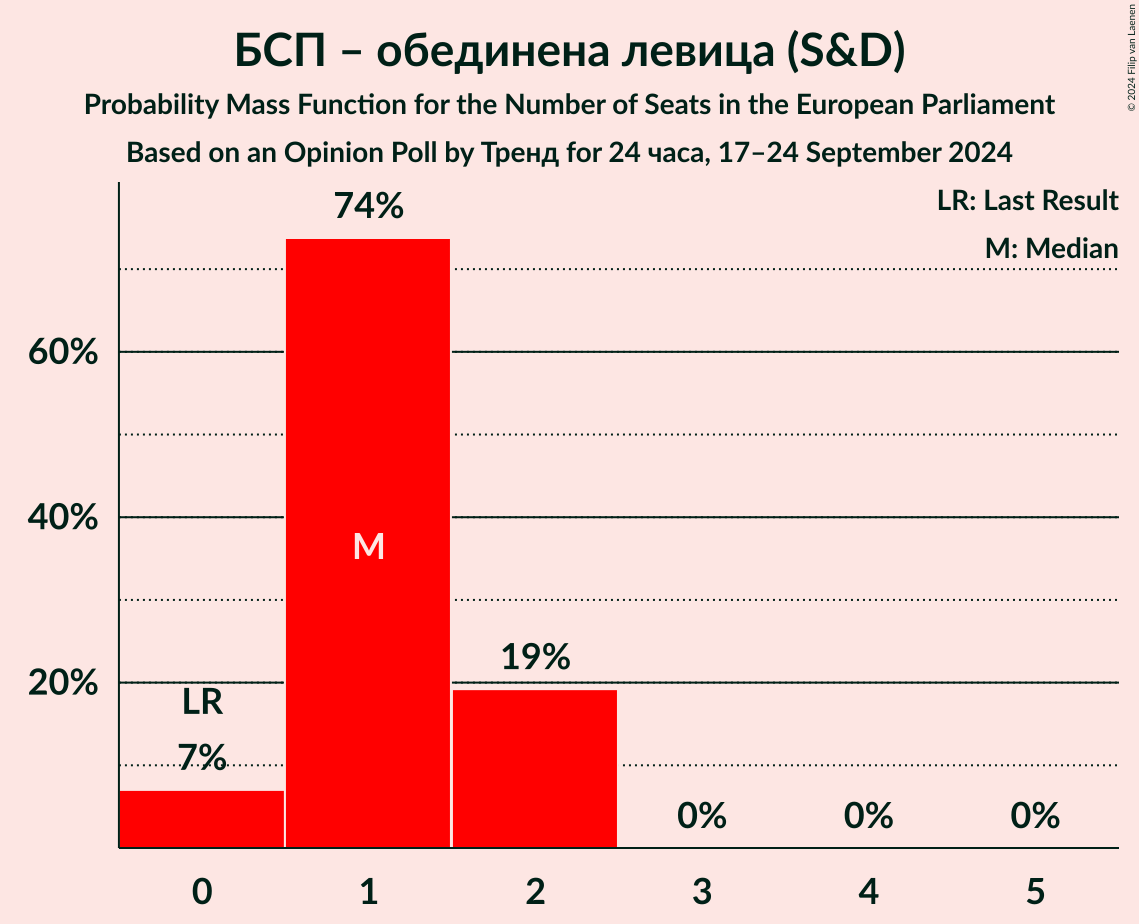 БСП – обединена левица (S&D)
Probability Mass Function for the Number of Seats in the European Parliament
Based on an Opinion Poll by Тренд for 24 часа, 17–24 September 2024
© 2024 Filip van Laenen
LR: Last Result
M: Median
74%
60%
40%
M
19%
20%
LR
7%
0%
0%
0%
0
1
2
3
4
5